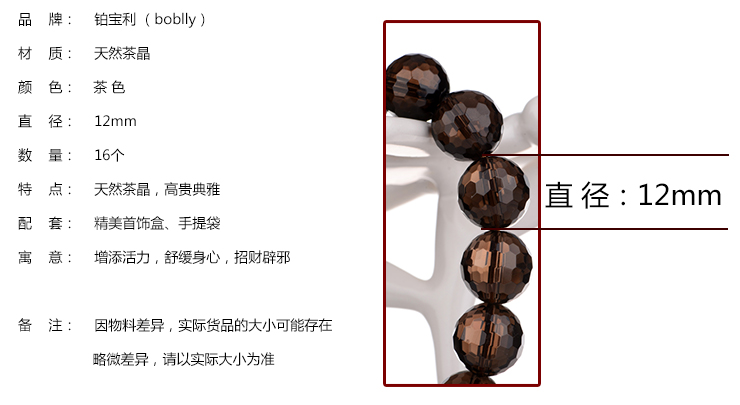 品 牌： 铂宝利（boblly）
材 质： 天然茶晶
颜 色： 茶 色
直 径： 12mm
数 量： 16个
特 点： 天然茶晶，高贵典雅
配 套： 精美首饰盒、手提袋
寓 意： 增添活力，舒缓身心，招财辟邪
备 注： 因物料差异，实际货品的大小可能存在
略微差异，请以实际大小为准
直 径：12mm